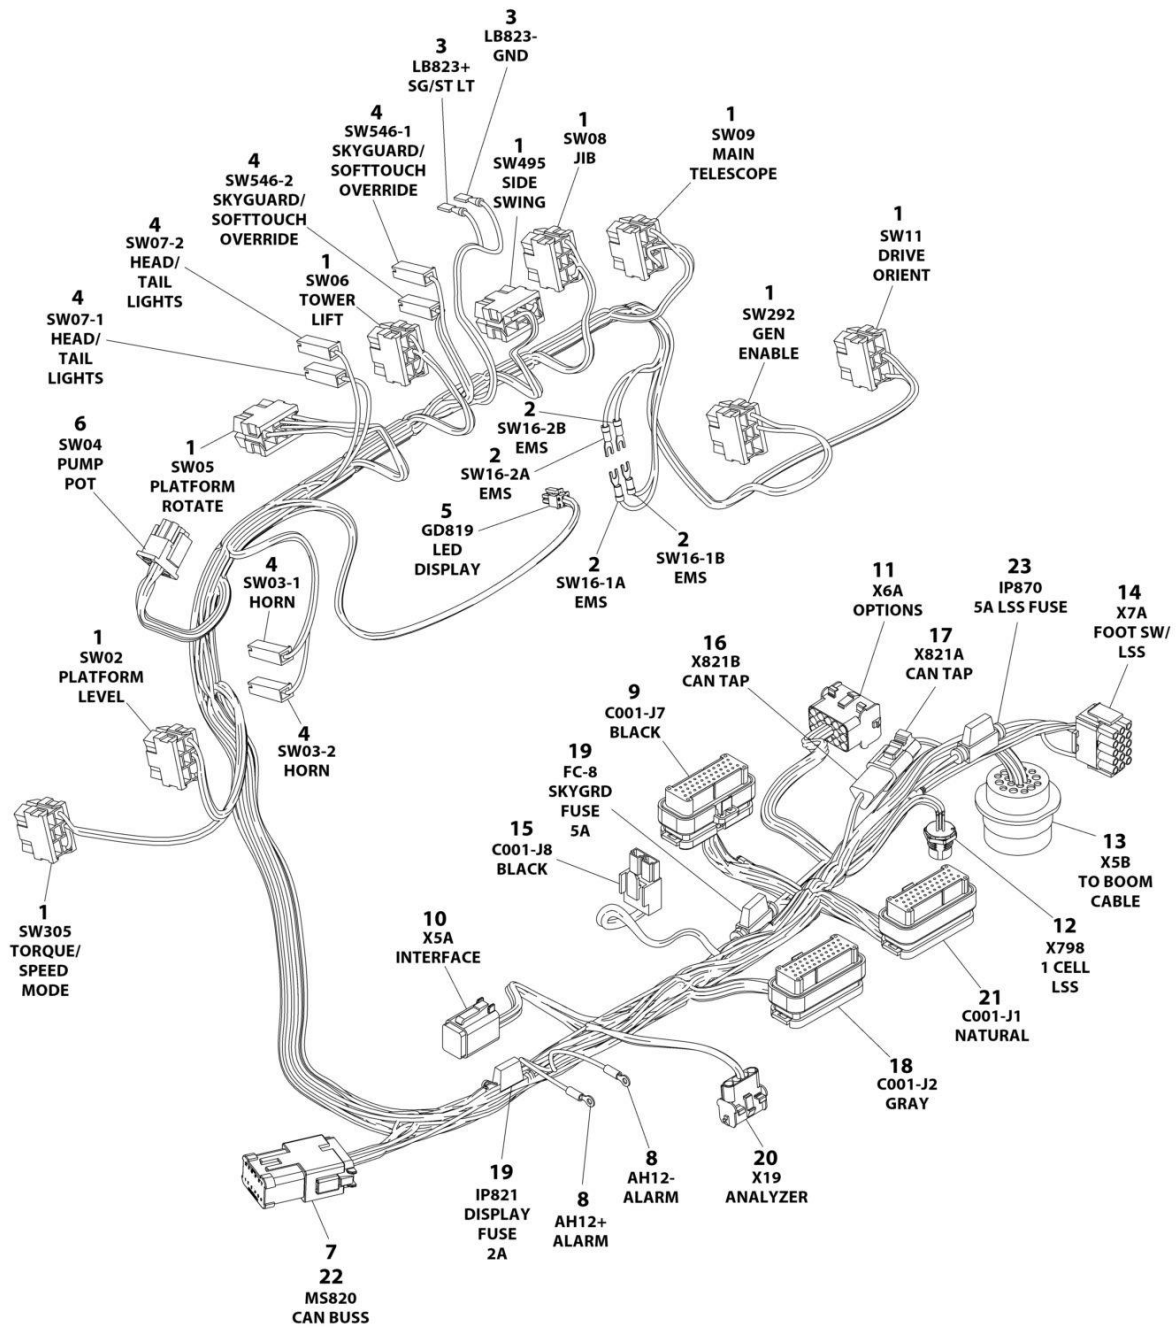 3
LB823-
GND
3
LB823+
SG/ST LT
4
SW546-1
SKYGUARD/
SOFTTOUCH
OVERRIDE
1
SW495
SIDE
SWING
1
SW08
JIB
1
SW09
MAIN
TELESCOPE
4
SW546-2
SKYGUARD/
SOFTTOUCH
OVERRIDE
4
SW07-2
HEAD/
TAIL
LIGHTS
1
SW06
TOWER
LIFT
1
SW11
DRIVE
ORIENT
4
SW07-1
HEAD/
TAIL
LIGHTS
1
SW292
GEN
ENABLE
6
SW04
PUMP
POT
1
SW05
PLATFORM
ROTATE
2
SW16-2B
EMS
2
SW16-2A
EMS
5
GD819
LED
DISPLAY
2
SW16-1A
EMS
2
SW16-1B
EMS
4
SW03-1
HORN
4
SW03-2
HORN
1
SW02
PLATFORM
LEVEL
1
SW305
TORQUE/
SPEED
MODE
11
X6A
OPTIONS
23
IP870
5A LSS FUSE
14
X7A
FOOT SW/
LSS
16
X821B
CAN TAP
17
X821A
CAN TAP
9
C001-J7
BLACK
19
FC-8
SKYGRD
FUSE
5A
15
C001-J8
BLACK
13
X5B
TO BOOM
CABLE
12
X798
1 CELL
LSS
10
X5A
INTERFACE
21
C001-J1
NATURAL
18
C001-J2
GRAY
20
X19
ANALYZER
8
AH12-
ALARM
8
AH12+
ALARM
19
IP821
DISPLAY
FUSE
2A
7
22
MS820
CAN BUSS